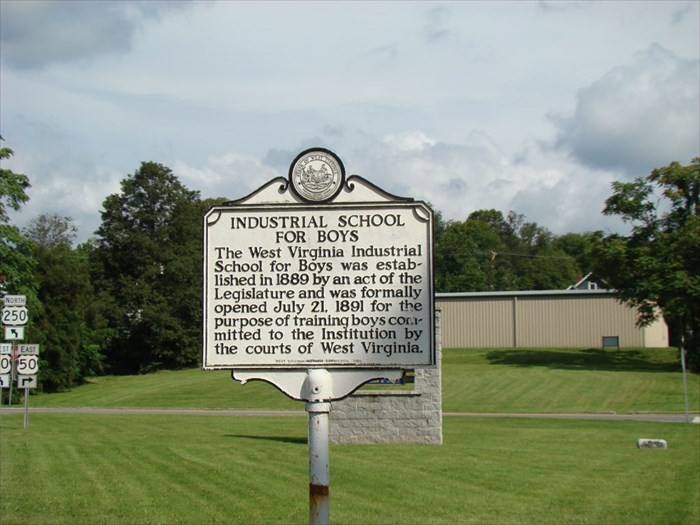 INDUSTRIAL SCHOOL
FOR BOYS
The West Virginia Industrial
School for Boys was estab-
lished in 1889 by an act of the
Legislature and was formally
opened July 21, 1891 for the
purpose of training boys com-
mitted to the Institution by
the courts of West Virginia.
NORTH
250
EAST
50